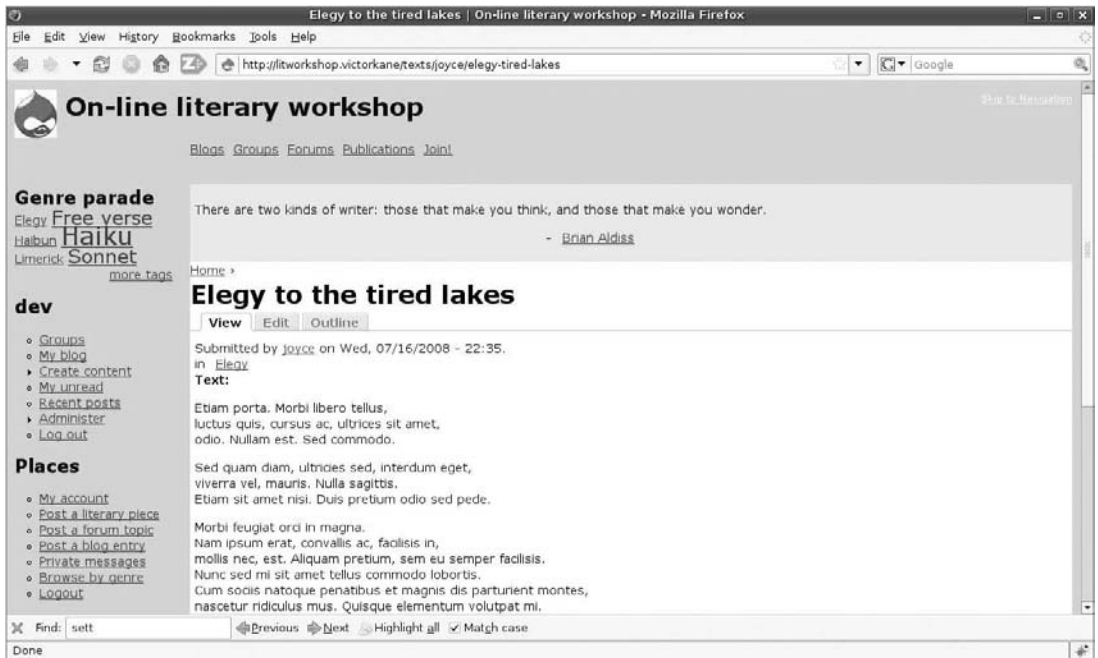 Elegy to the tired lakes | On-line literary workshop - Mozilla Firefox
File Edit View History Bookmarks Tools Help
http://litworkshop.victorkane/texts/joyce/elegy-tired-lakes
Google
Skip to Navigation
On-line literary workshop
Blogs Groups Forums Publications Join!
Genre parade
Elegy Free verse
Haibun Haiku
Limerick Sonnet
more tags
dev
Groups
My blog
Create content
My unread
Recent posts
Administer
Log out
Places
My account
Post a literary piece
Post a forum topic
Post a blog entry
Private messages
Browse by genre
Logout
There are two kinds of writer: those that make you think, and those that make you wonder.
- Brian Aldiss
Home ›
Elegy to the tired lakes
View Edit Outline
Submitted by joyce on Wed, 07/16/2008 - 22:35.
in Elegy
Text:
Etiam porta. Morbi libero tellus,
luctus quis, cursus ac, ultrices sit amet,
odio. Nullam est. Sed commodo.
Sed quam diam, ultricies sed, interdum eget,
viverra vel, mauris. Nulla sagittis.
Etiam sit amet nisi. Duis pretium odio sed pede.
Morbi feugiat orci in magna.
Nam ipsum erat, convallis ac, facilisis in,
mollis nec, est. Aliquam pretium, sem eu semper facilisis.
Nunc sed mi sit amet tellus commodo lobortis.
Cum sociis natoque penatibus et magnis dis parturient montes,
nascetur ridiculus mus. Quisque elementum volutpat mi.
Find: sett Previous Next Highlight all Match case
Done